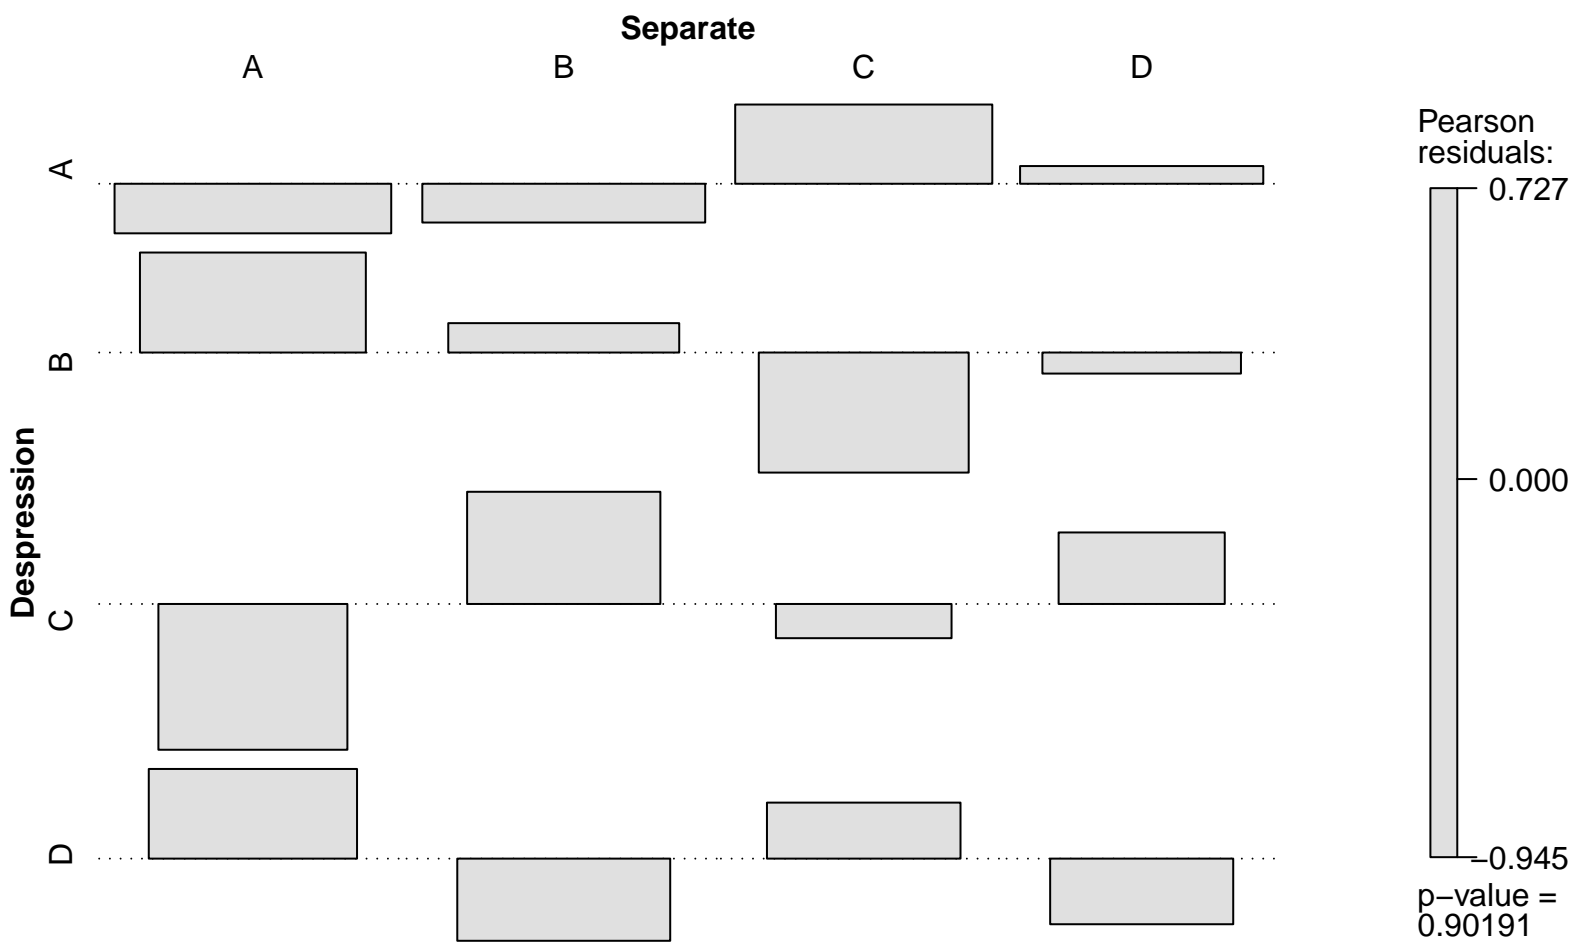 Separate
A B C D
A
B
C
D
Despression
Pearson
residuals:
0.727
0.000
−0.945
p−value =
0.90191